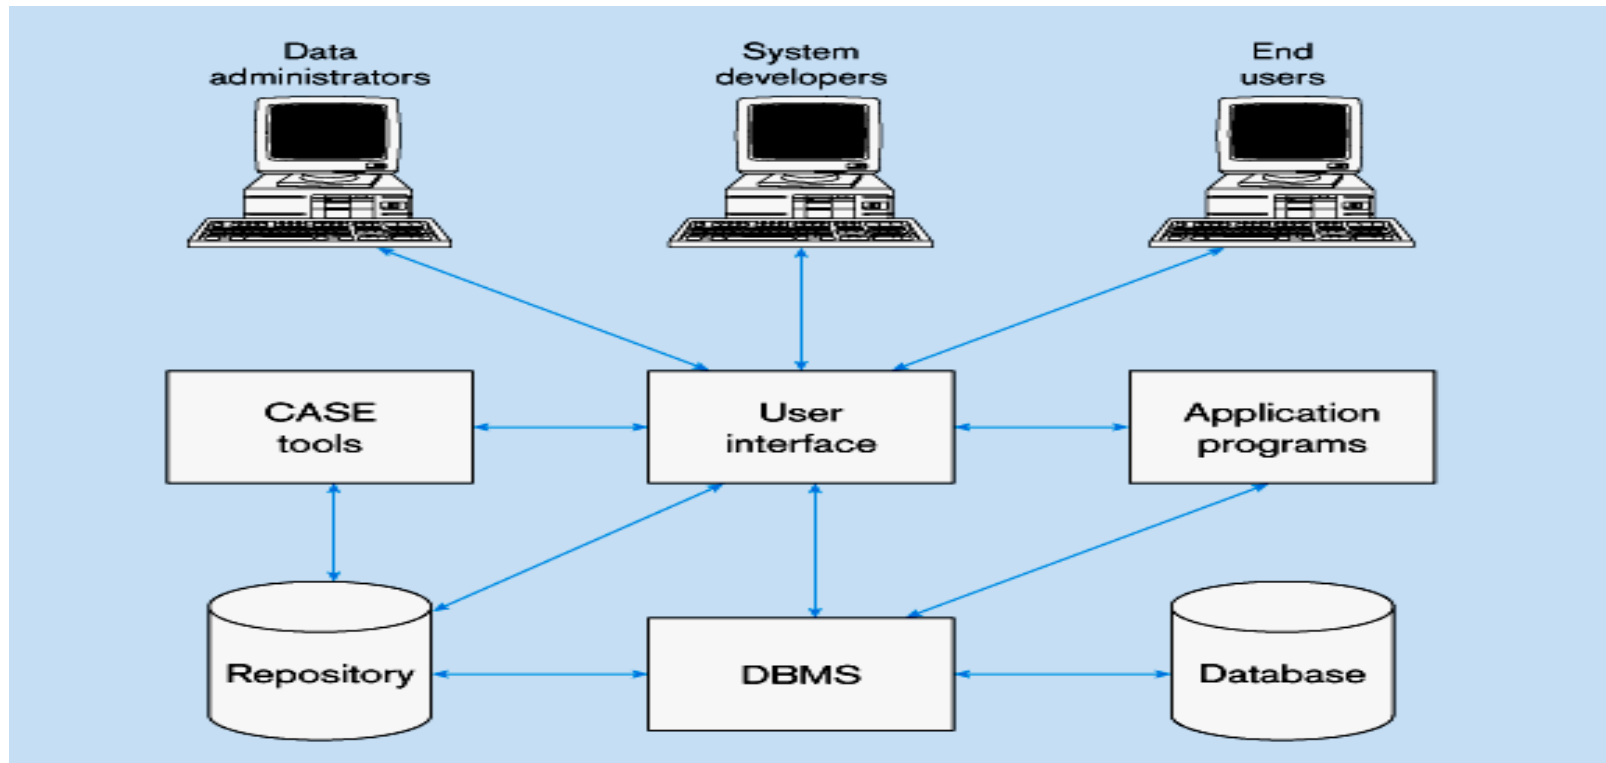 Data
administrators
System
developers
End
users
CASE
tools
User
interface
Application
programs
Repository
DBMS
Database